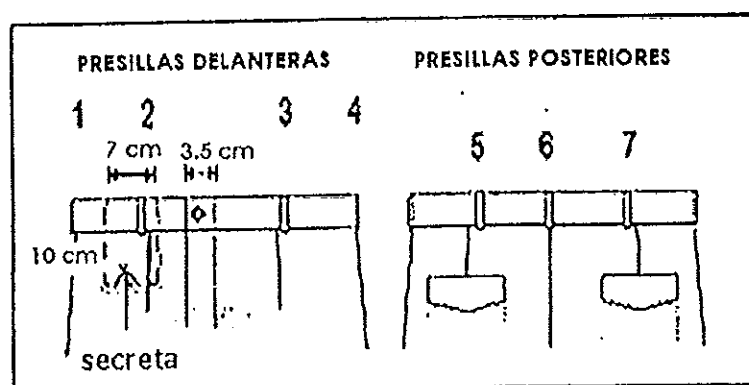 PRESILLAS DELANTERAS PRESILLAS POSTERIORES
1 2 3 4
7 cm 3.5 cm
5 6 7
10 cm
secreta